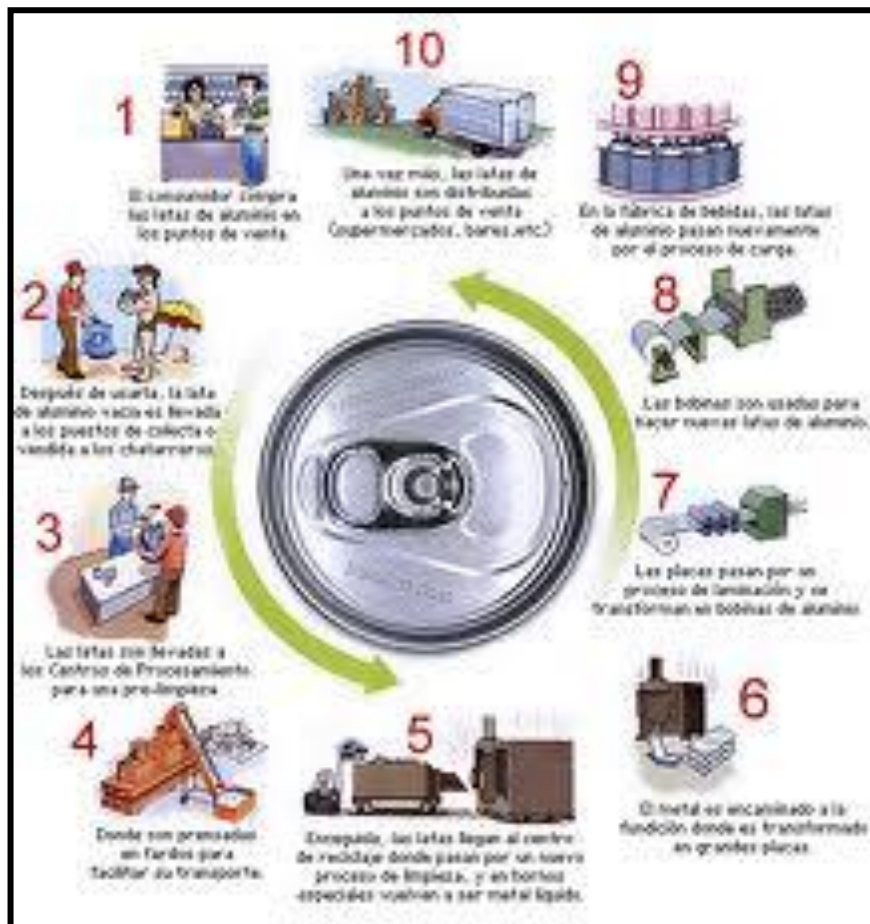 1
El consumidor compra
las latas de aluminio en
los puntos de venta
2
Después de usarla, la lata
de aluminio vacía es llevada
a los puestos de colecta o
vendida a los chatarreros.
3
Las latas son llevadas a
los Centros de Procesamiento
para una pre-limpieza
4
Donde son prensadas
en fardos para
facilitar su transporte.
5
Enseguida, las latas llegan al centro
de reciclaje donde pasan por un nuevo
proceso de limpieza, y en hornos
especiales vuelven a ser metal líquido.
6
El metal es encaminado a la
fundición donde es transformado
en grandes placas.
7
Las placas pasan por un
proceso de laminación y se
transforman en bobinas de aluminio
8
Las bobinas son usadas para
hacer nuevas latas de aluminio.
9
En la fábrica de bebidas, las latas
de aluminio pasan nuevamente
por el proceso de carga.
10
Una vez más, las latas de
aluminio son distribuidas
a los puntos de venta
(supermercados, bares, etc)